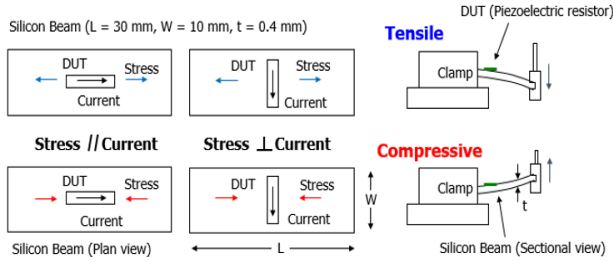 Silicon Beam (L = 30 mm, W = 10 mm, t = 0.4 mm)
DUT (Piezoelectric resistor)
Tensile
DUT
Stress
Current
DUT
Stress
Current
Clamp
Stress // Current
Stress ⊥ Current
Compressive
DUT
Stress
Current
DUT
Stress
Current
W
Clamp
t
Silicon Beam (Plan view)
L
Silicon Beam (Sectional view)